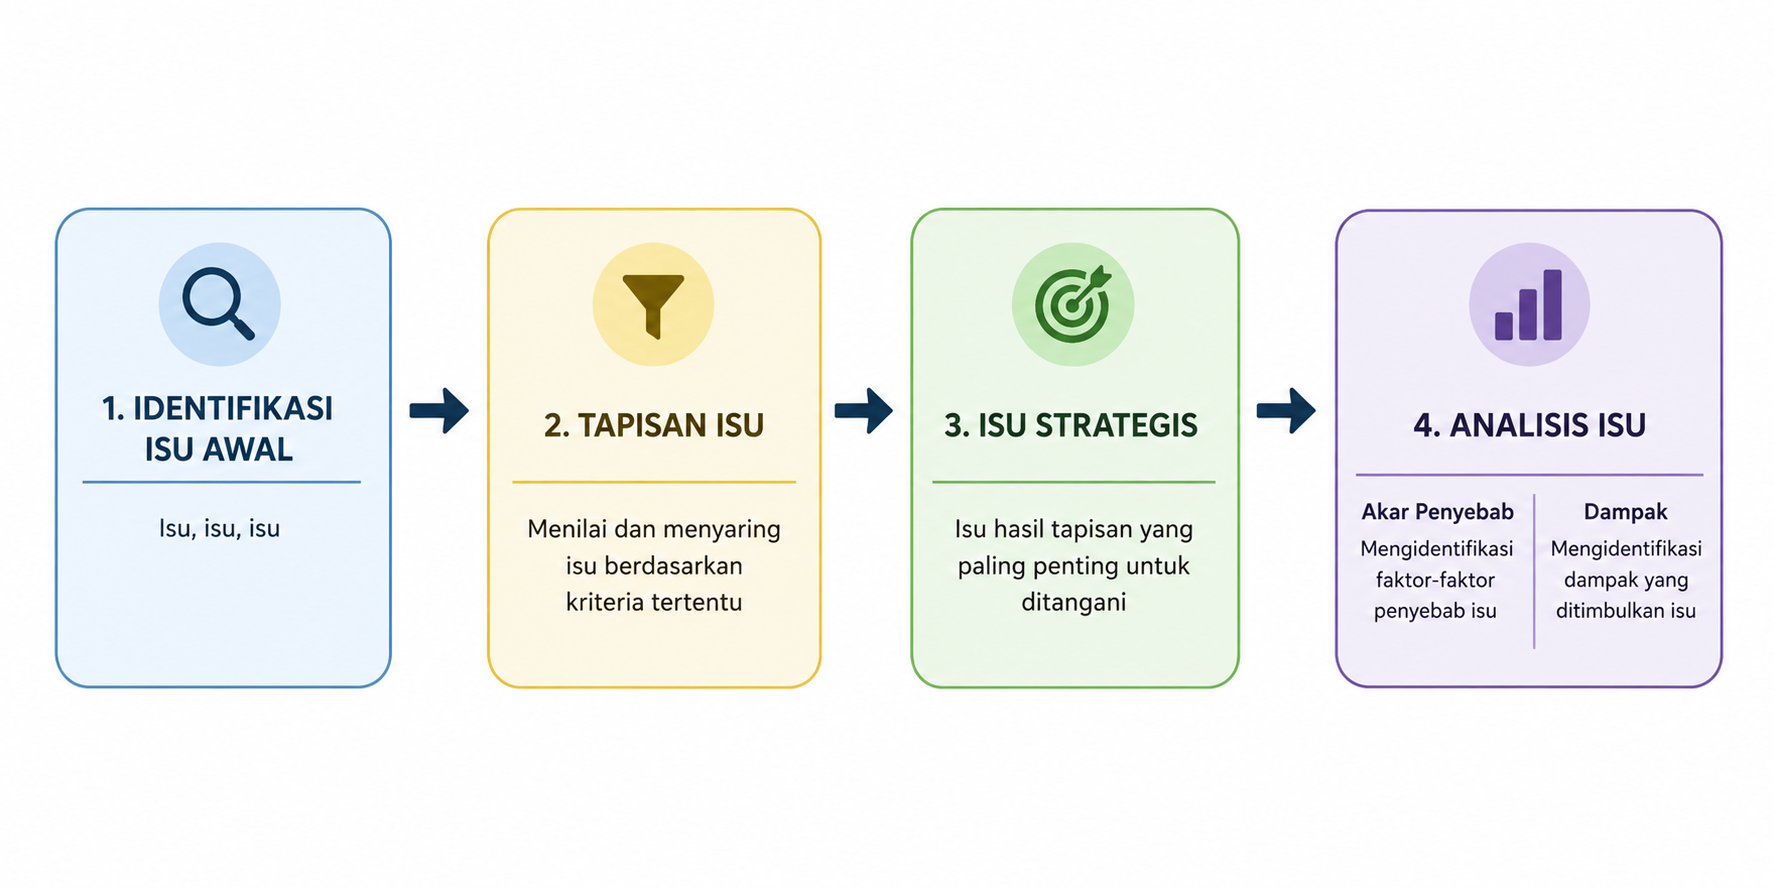 1. IDENTIFIKASI
ISU AWAL
Isu, isu, isu
2. TAPISAN ISU
Menilai dan menyaring
isu berdasarkan
kriteria tertentu
3. ISU STRATEGIS
Isu hasil tapisan yang
paling penting untuk
ditangani
4. ANALISIS ISU
Akar Penyebab
Mengidentifikasi
faktor-faktor
penyebab isu
Dampak
Mengidentifikasi
dampak yang
ditimbulkan isu